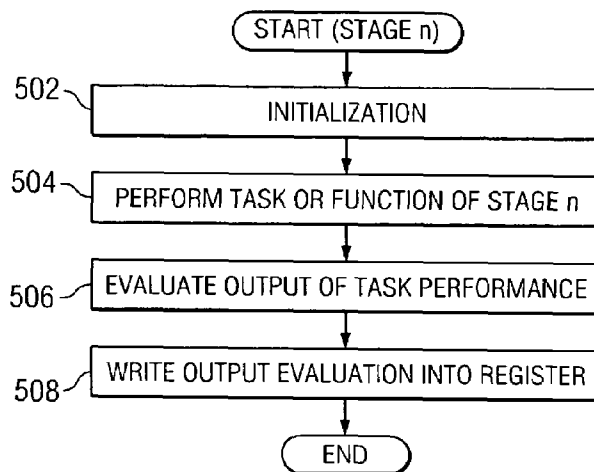 START (STAGE n)
502
INITIALIZATION
504
PERFORM TASK OR FUNCTION OF STAGE n
506
EVALUATE OUTPUT OF TASK PERFORMANCE
508
WRITE OUTPUT EVALUATION INTO REGISTER
END